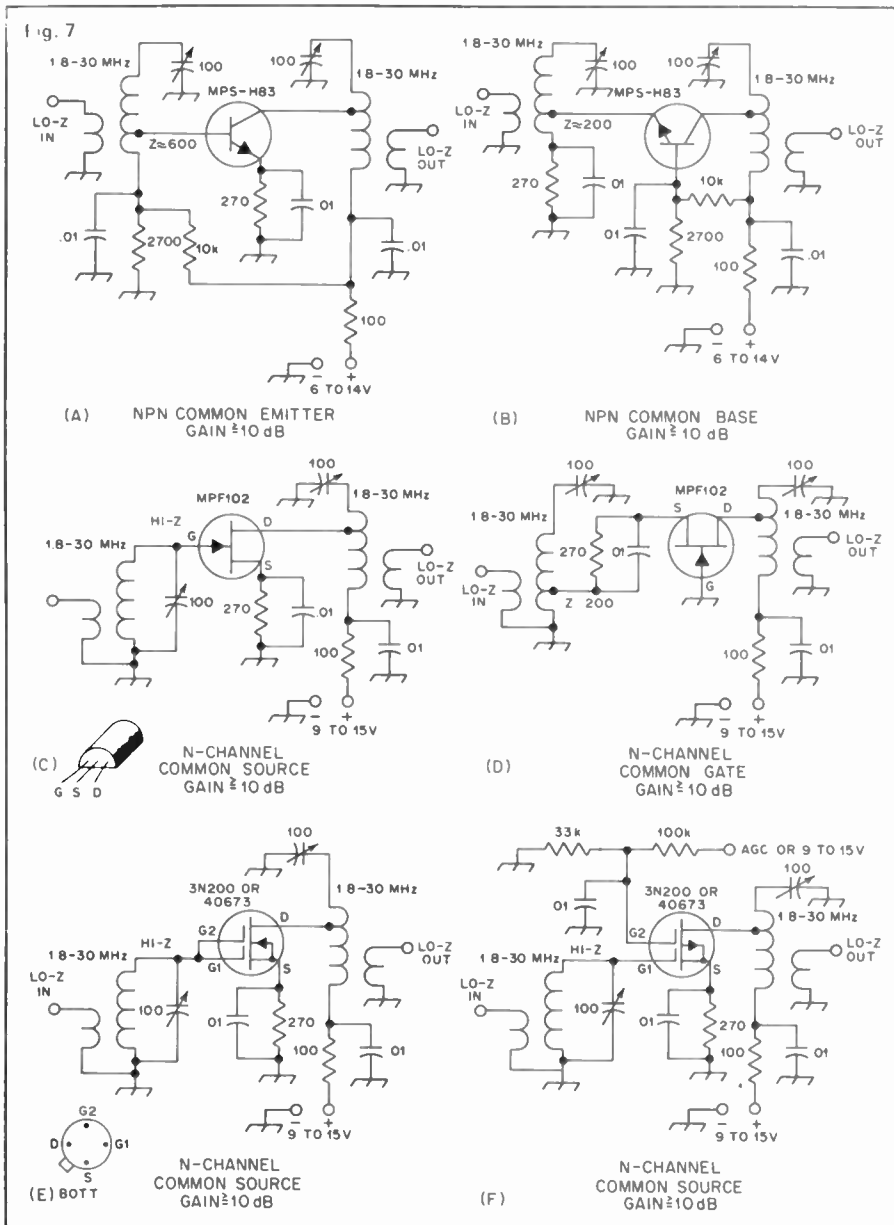 fig. 7
1 8-30 MHz
100
100
1.8-30 MHz
MPS-H83
LO-Z
IN
Z≈600
LO-Z
OUT
270
01
.01
2700
10k
.01
100
−
+
6 TO 14V
(A) NPN COMMON EMITTER
GAIN ≥ 10 dB
1.8-30 MHz
100
100
1.8-30 MHz
MPS-H83
LO-Z
IN
Z≈200
LO-Z
OUT
270
01
10k
.01
2700
100
.01
−
+
6 TO 14V
(B) NPN COMMON BASE
GAIN ≥ 10 dB
100
1 8-30 MHz
MPF102
HI-Z
G
D
S
1.8-30 MHz
100
270
.01
LO-Z
OUT
100
01
−
+
9 TO 15V
(C) N-CHANNEL
COMMON SOURCE
GAIN ≥ 10 dB
G S D
100
100
MPF102
1 8-30 MHz
S
D
1 8-30 MHz
270
01
G
LO-Z
IN
Z 200
LO-Z
OUT
100
01
−
+
9 TO 15V
(D) N-CHANNEL
COMMON GATE
GAIN ≥ 10 dB
100
3N200 OR
40673
1 8-30 MHz
HI-Z
G2
G1
D
S
1 8-30 MHz
LO-Z
IN
LO-Z
OUT
100
01
270
100
01
−
+
9 TO 15V
G2
D
G1
S
(E) BOTT
N-CHANNEL
COMMON SOURCE
GAIN ≥ 10 dB
33k
100k
AGC OR 9 TO 15V
01
3N200 OR
40673
100
G2
G1
D
S
HI-Z
1 8-30 MHz
1 8-30 MHz
LO-Z
IN
LO-Z
OUT
100
01
270
100
01
−
+
9 TO 15V
(F) N-CHANNEL
COMMON SOURCE
GAIN ≥ 10 dB